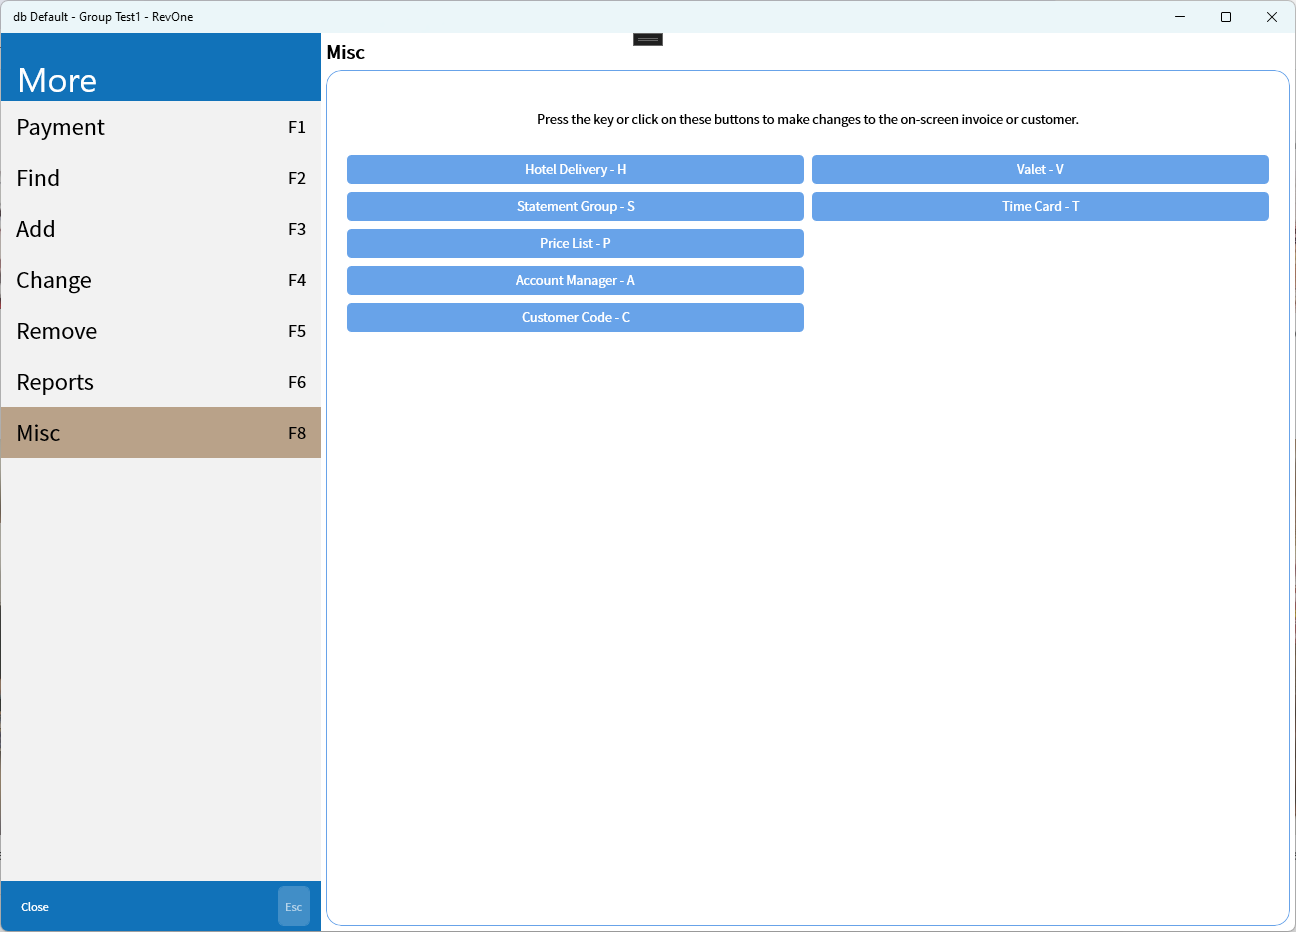 db Default - Group Test1 - RevOne
More
Payment F1
Find F2
Add F3
Change F4
Remove F5
Reports F6
Misc F8
Close Esc
Misc
Press the key or click on these buttons to make changes to the on-screen invoice or customer.
Hotel Delivery - H
Valet - V
Statement Group - S
Time Card - T
Price List - P
Account Manager - A
Customer Code - C